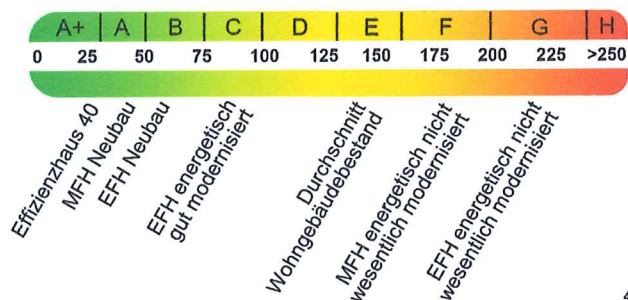 A+ A B C D E F G H
0 25 50 75 100 125 150 175 200 225 >250
Effizienzhaus 40
MFH Neubau
EFH Neubau
EFH energetisch
gut modernisiert
Durchschnitt
Wohngebäudebestand
MFH energetisch nicht
wesentlich modernisiert
EFH energetisch nicht
wesentlich modernisiert